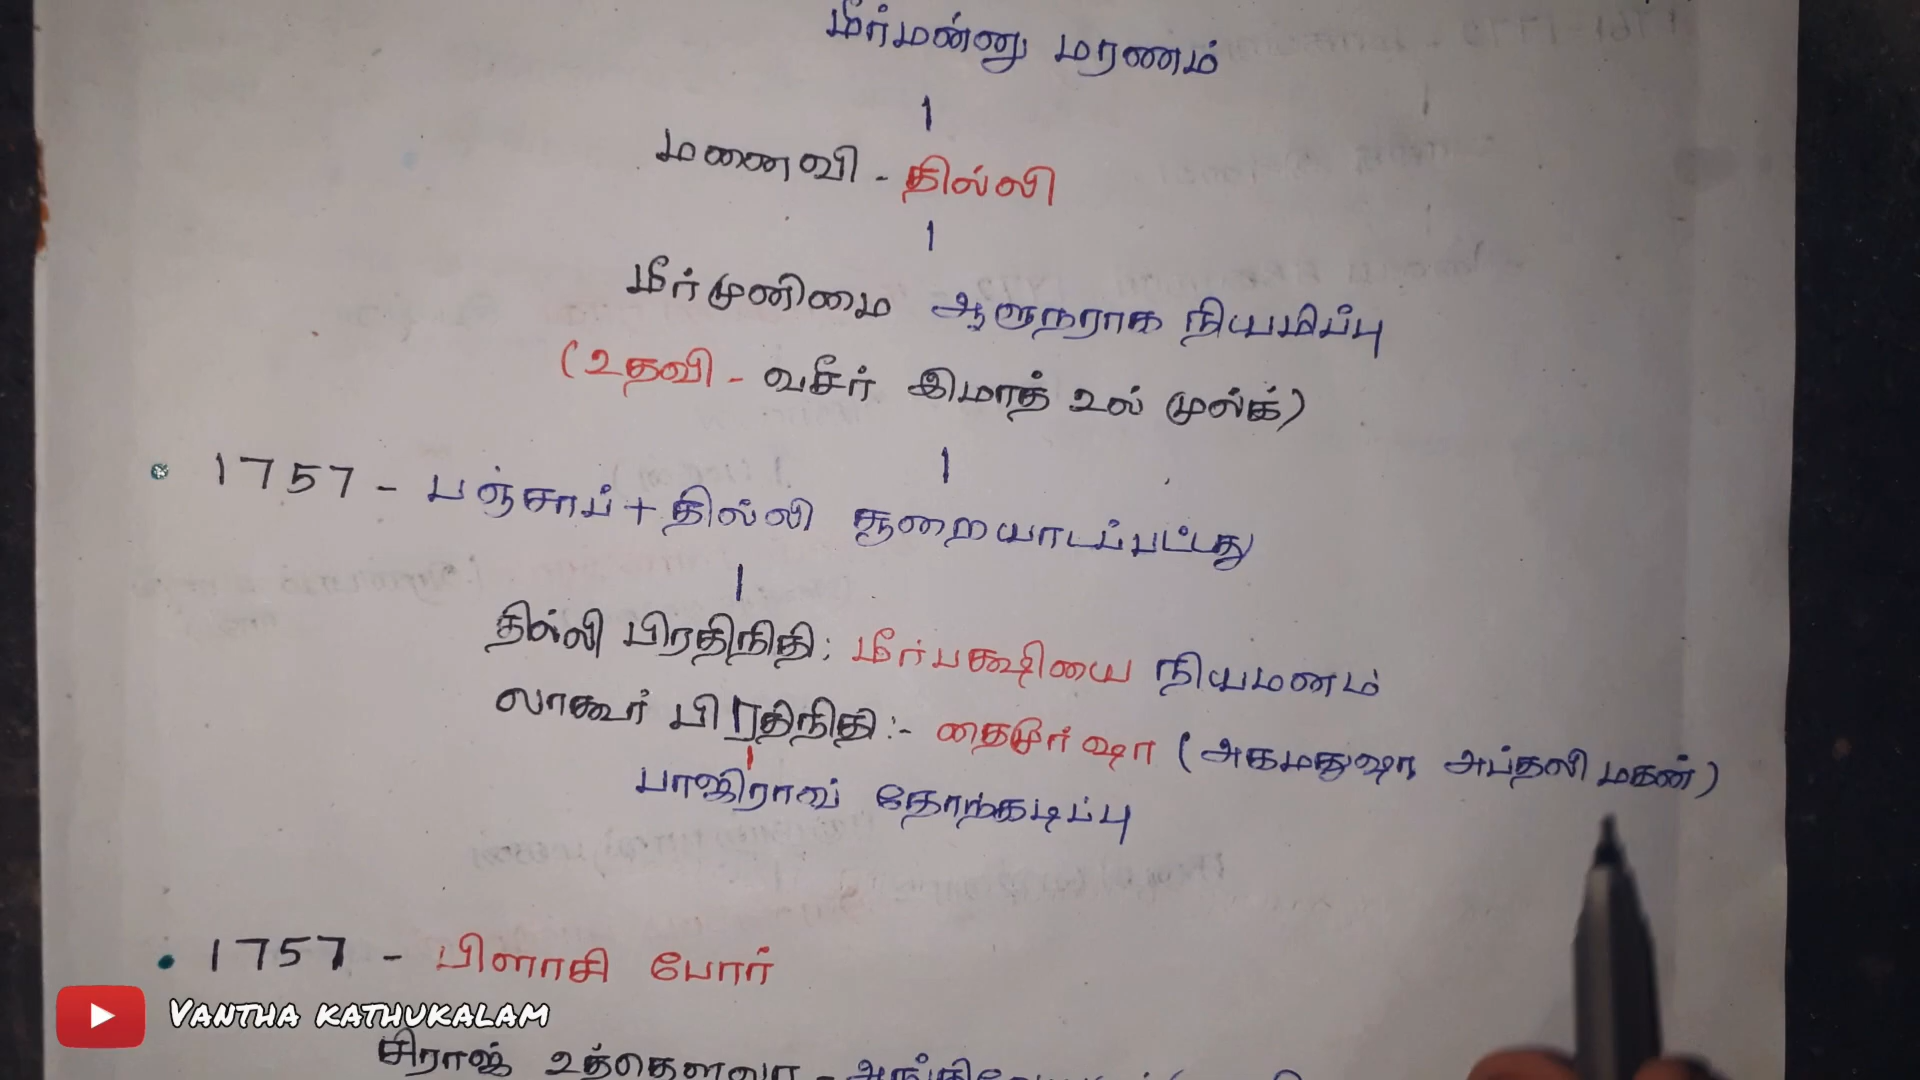 மீர்மன்னு மரணம்
மனைவி - தில்லி
மீர்முனிமை ஆளுநராக நியமிப்பு
(உதவி - வசீர் இமாத் உல் முல்க்)
• 1757 - பஞ்சாப் + தில்லி சூறையாடப்பட்டது
தில்லி பிரதிநிதி: மீர்பக்ஷியை நியமனம்
லாகூர் பிரதிநிதி:- தைமூர் ஷா (அகமதுஷா அப்தலி மகன்)
பாஜிராவ் தோற்கடிப்பு
• 1757 - பிளாசி போர்
VANTHA KATHUKALAM
சிராஜ் உத்தௌலா -